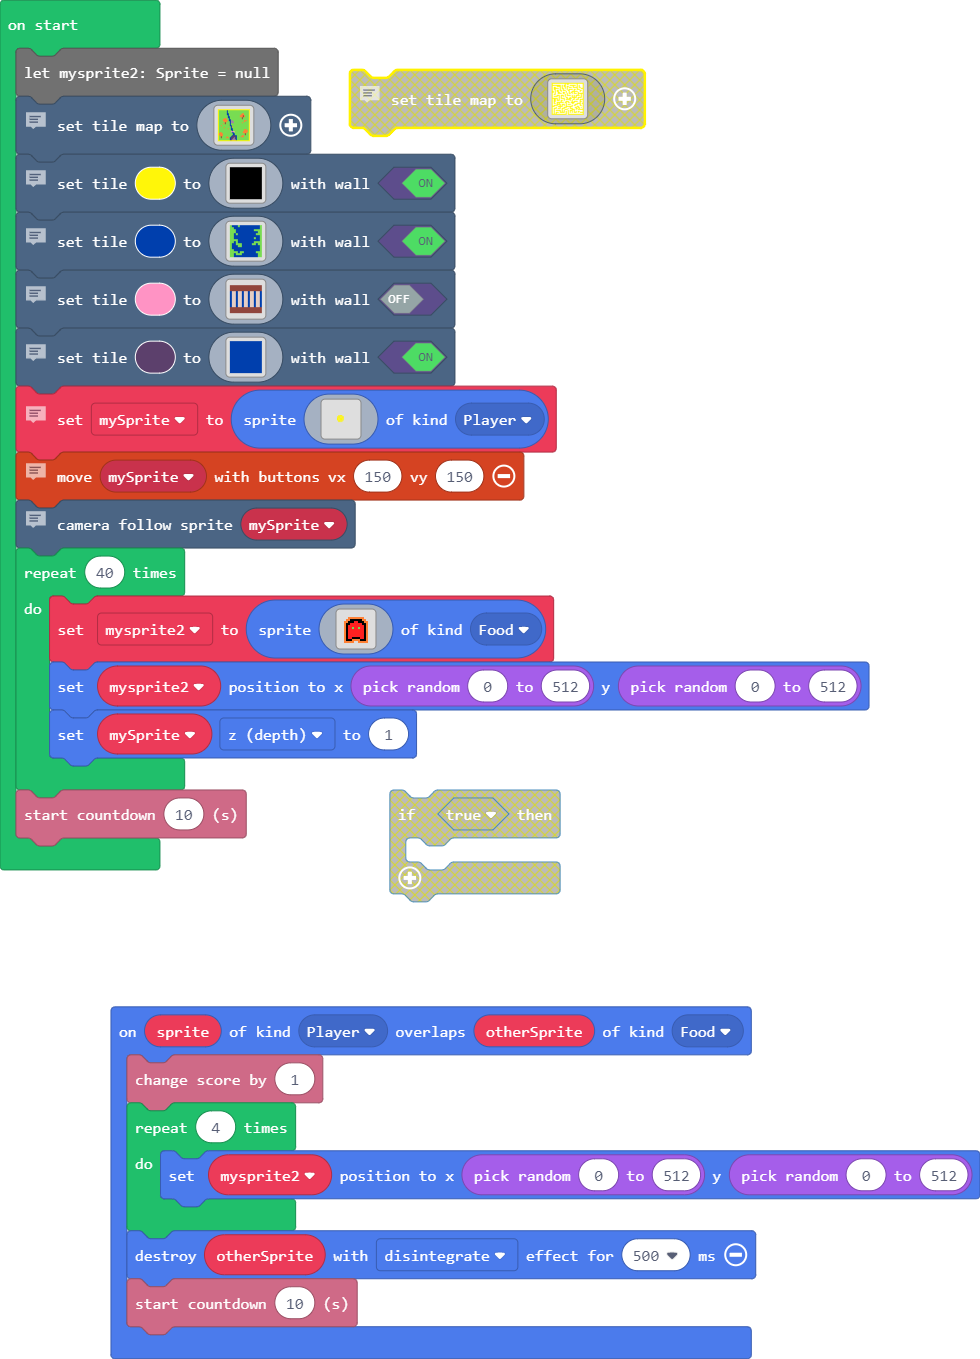 on start
let mysprite2: Sprite = null
set tile map to
set tile map to
set tile to with wall ON
set tile to with wall ON
set tile to with wall OFF
set tile to with wall ON
set mySprite to sprite of kind Player
move mySprite with buttons vx 150 vy 150
camera follow sprite mySprite
repeat 40 times
do
set mysprite2 to sprite of kind Food
set mysprite2 position to x pick random 0 to 512 y pick random 0 to 512
set mySprite z (depth) to 1
start countdown 10 (s)
if true then
on sprite of kind Player overlaps otherSprite of kind Food
change score by 1
repeat 4 times
do
set mysprite2 position to x pick random 0 to 512 y pick random 0 to 512
destroy otherSprite with disintegrate effect for 500 ms
start countdown 10 (s)